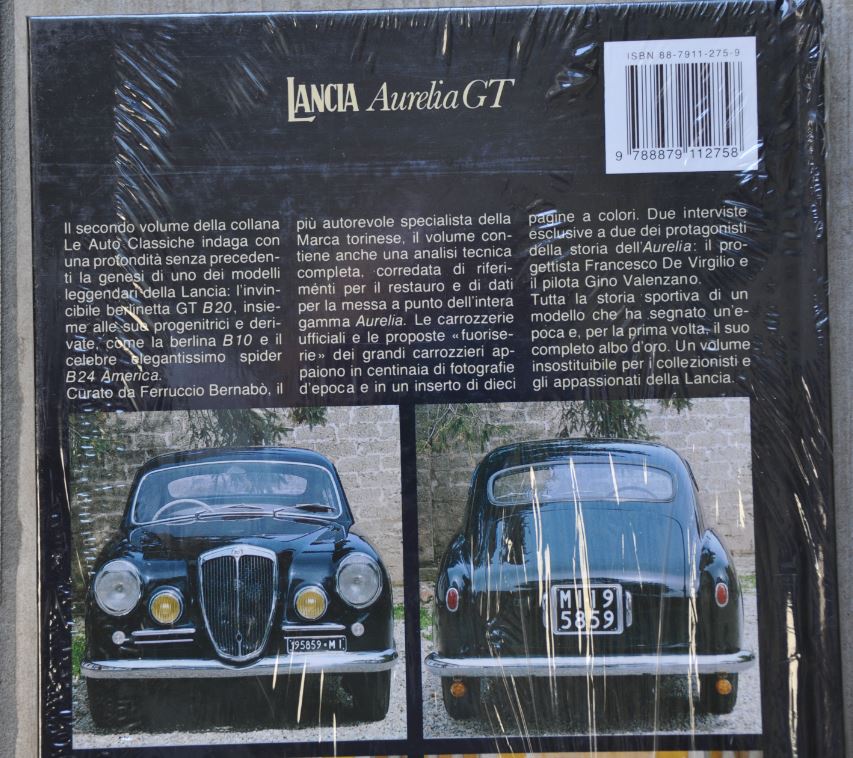 LANCIA Aurelia GT
ISBN 88-7911-275-9
9 788879 112758
Il secondo volume della collana
Le Auto Classiche indaga con
una profondità senza preceden-
ti la genesi di uno dei modelli
leggendari della Lancia: l'invin-
cibile berlinetta GT B20, insie-
me alle sue progenitrici e deri-
vate, come la berlina B10 e il
celebre elegantissimo spider
B24 America.
Curato da Ferruccio Bernabò, il
più autorevole specialista della
Marca torinese, il volume con-
tiene anche una analisi tecnica
completa, corredata di riferi-
menti per il restauro e di dati
per la messa a punto dell'intera
gamma Aurelia. Le carrozzerie
ufficiali e le proposte «fuorise-
rie» dei grandi carrozzieri ap-
paiono in centinaia di fotografie
d'epoca e in un inserto di dieci
pagine a colori. Due interviste
esclusive a due dei protagonisti
della storia dell'Aurelia: il pro-
gettista Francesco De Virgilio e
il pilota Gino Valenzano.
Tutta la storia sportiva di un
modello che ha segnato un'e-
poca e, per la prima volta, il suo
completo albo d'oro. Un volume
insostituibile per i collezionisti e
gli appassionati della Lancia.
195859·MI
MI 19
5859